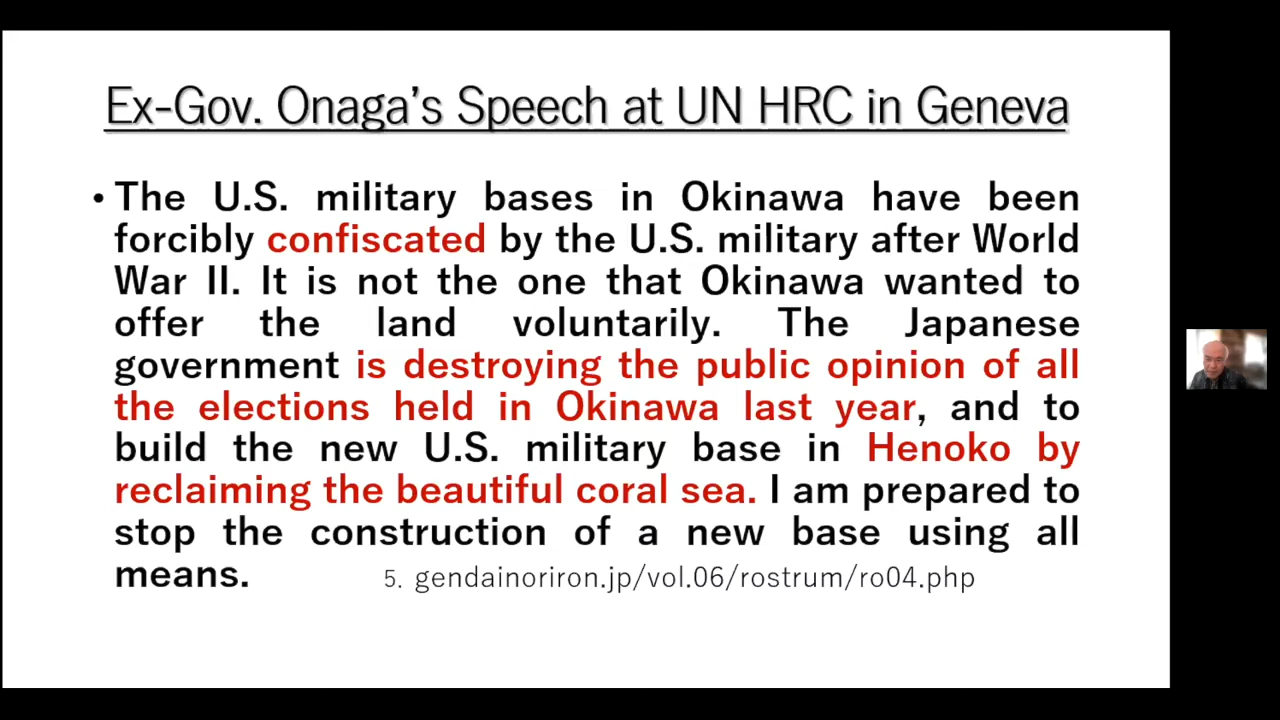 Ex-Gov. Onaga's Speech at UN HRC in Geneva
• The U.S. military bases in Okinawa have been
forcibly confiscated by the U.S. military after World
War II. It is not the one that Okinawa wanted to
offer the land voluntarily. The Japanese
government is destroying the public opinion of all
the elections held in Okinawa last year, and to
build the new U.S. military base in Henoko by
reclaiming the beautiful coral sea. I am prepared to
stop the construction of a new base using all
means. 5. gendainoriron.jp/vol.06/rostrum/ro04.php